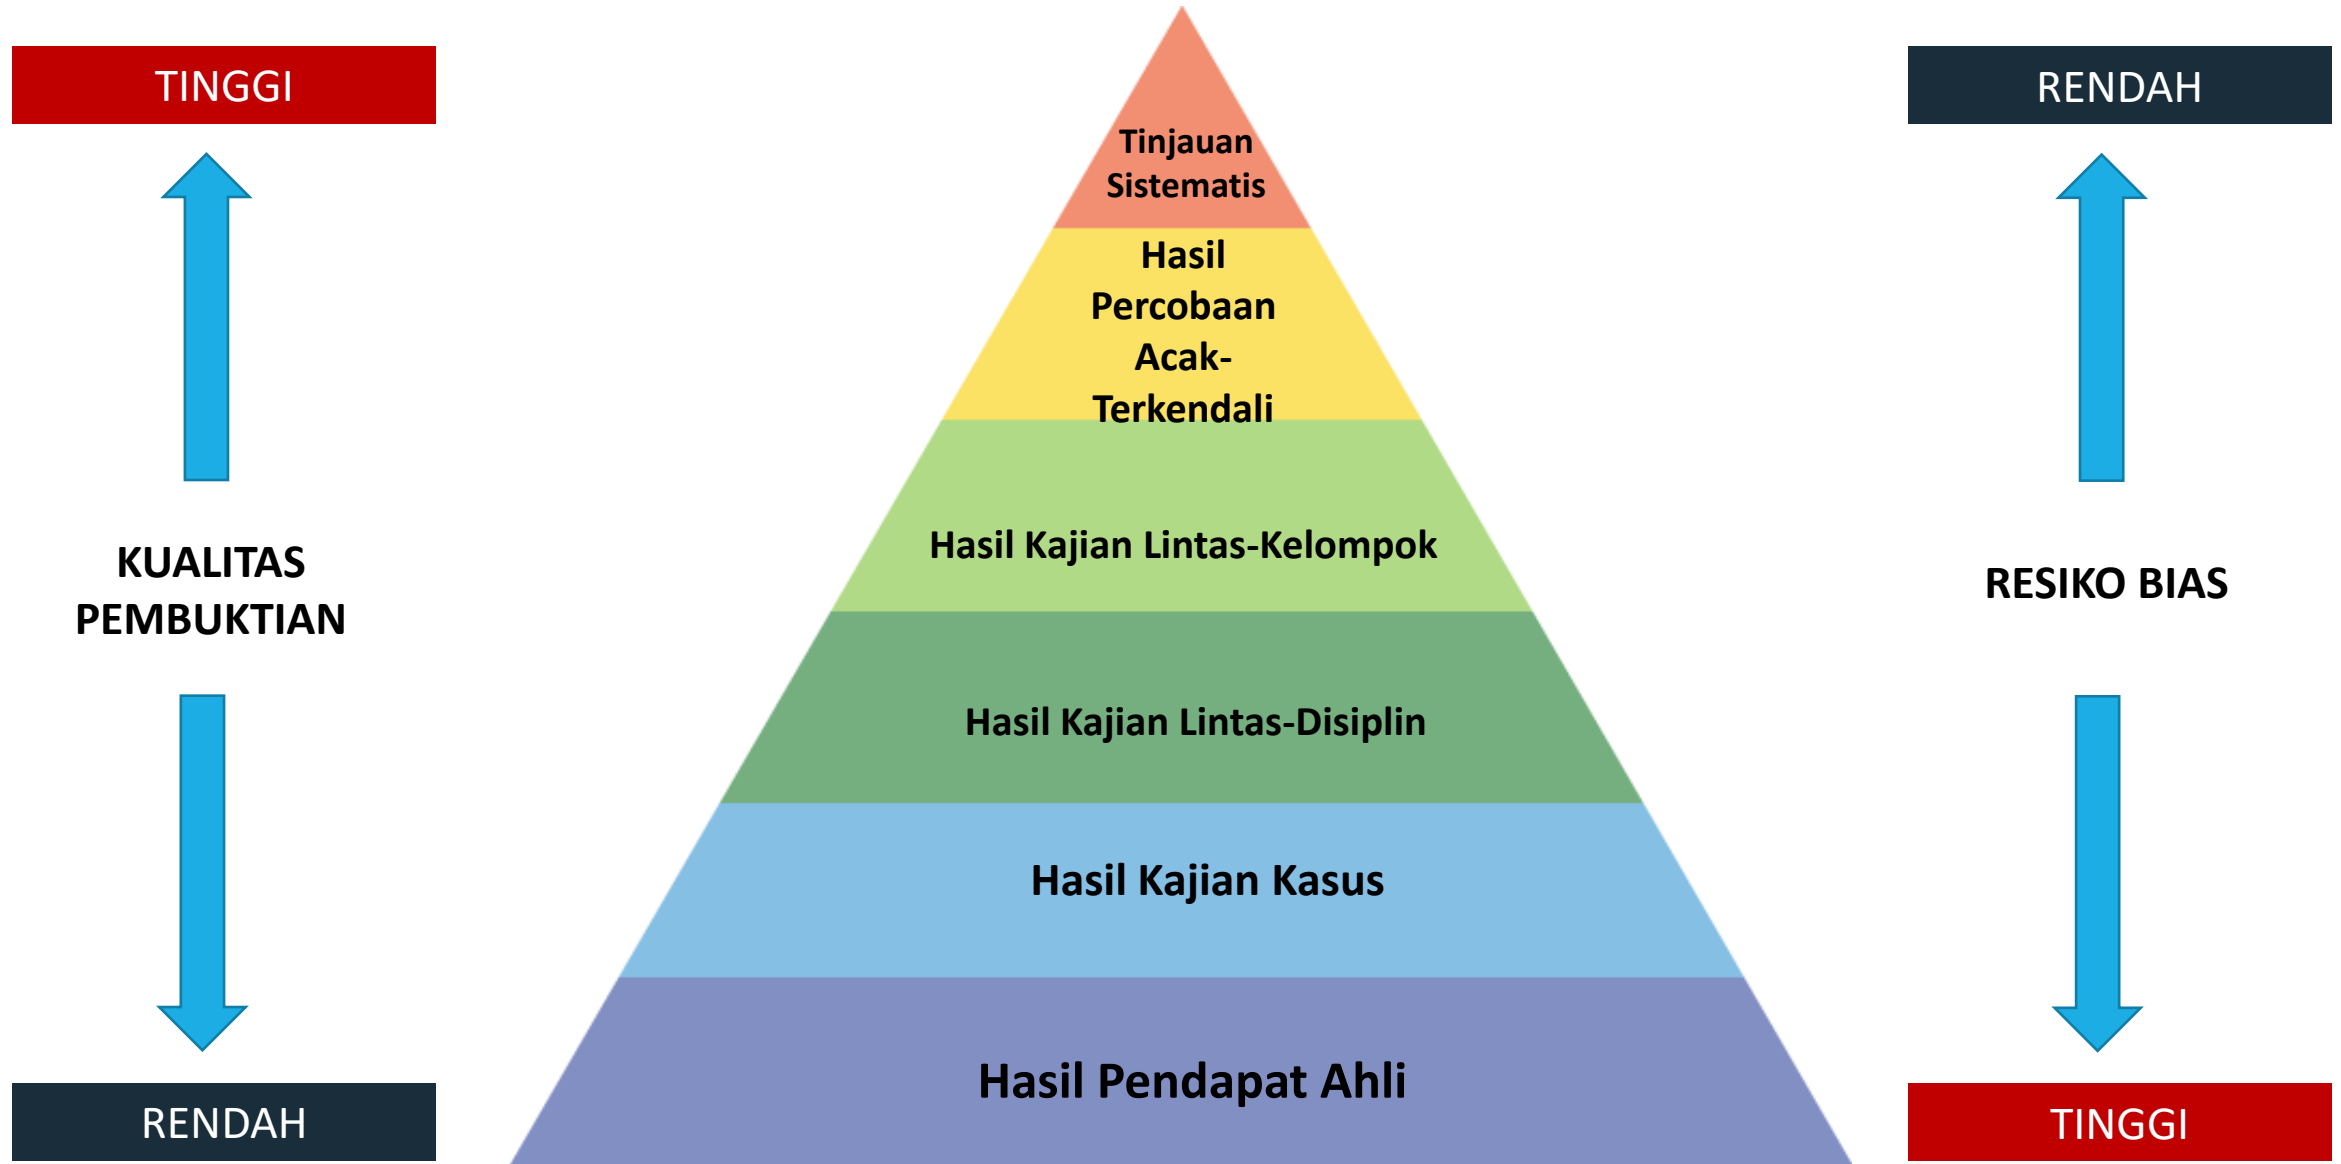 TINGGI
KUALITAS
PEMBUKTIAN
RENDAH
Tinjauan
Sistematis
Hasil
Percobaan
Acak-
Terkendali
Hasil Kajian Lintas-Kelompok
Hasil Kajian Lintas-Disiplin
Hasil Kajian Kasus
Hasil Pendapat Ahli
RENDAH
RESIKO BIAS
TINGGI